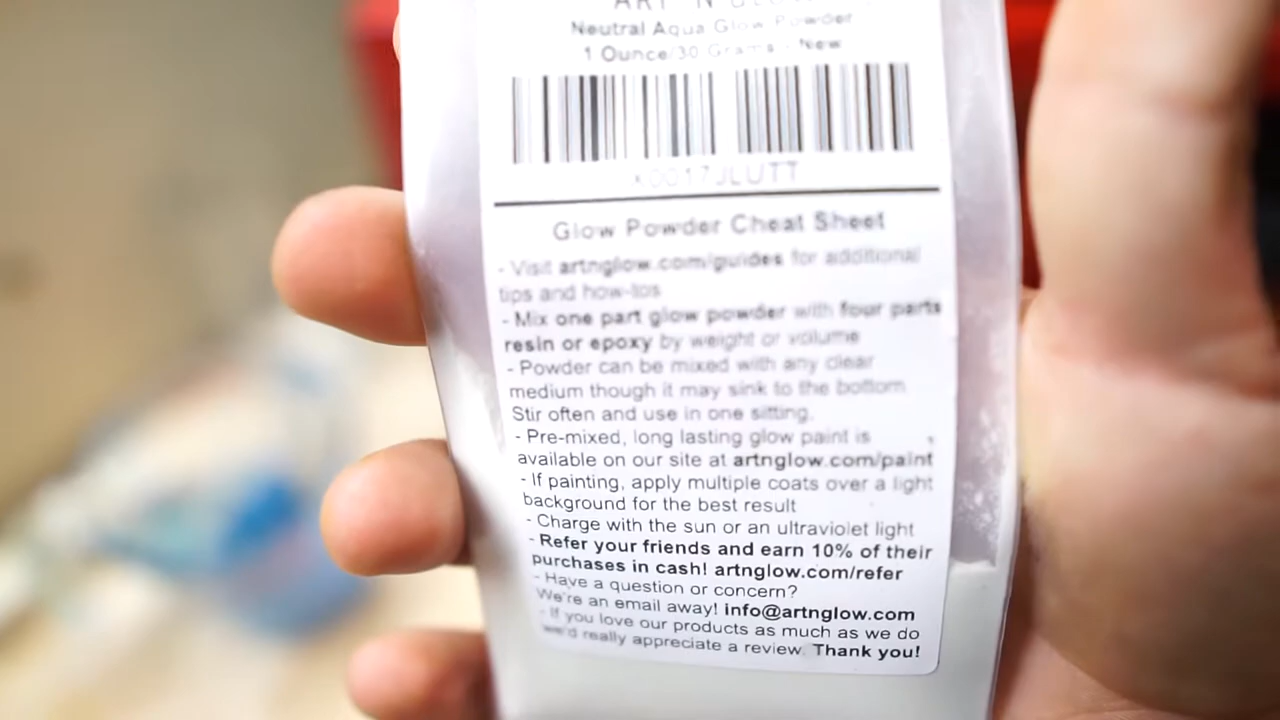 ART 'N GLOW
Neutral Aqua Glow Powder
1 Ounce/30 Grams - New
X0017JLUTT
Glow Powder Cheat Sheet
- Visit artnglow.com/guides for additional
tips and how-tos
- Mix one part glow powder with four parts
resin or epoxy by weight or volume
- Powder can be mixed with any clear
medium though it may sink to the bottom
Stir often and use in one sitting.
- Pre-mixed, long lasting glow paint is
available on our site at artnglow.com/paint
- If painting, apply multiple coats over a light
background for the best result
- Charge with the sun or an ultraviolet light
- Refer your friends and earn 10% of their
purchases in cash! artnglow.com/refer
- Have a question or concern?
We're an email away! info@artnglow.com
- If you love our products as much as we do
we'd really appreciate a review. Thank you!